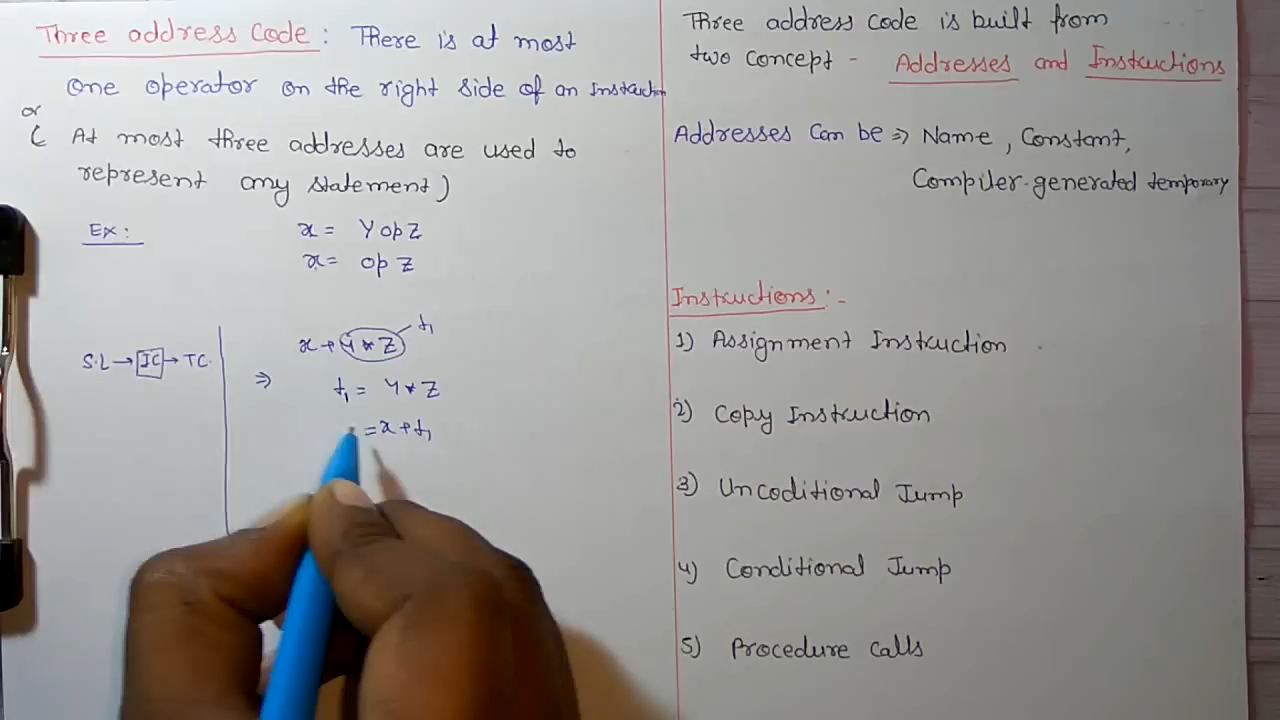 Three address Code : There is at most
one operator on the right side of an Instruction
or
( At most three addresses are used to
represent any statement)
Ex :
x = Y op Z
x = op Z
x + Y * Z t1
S.L → IC → TC.
⇒ t1 = Y * Z
= x + t1
Three address Code is built from
two concept - Addresses and Instructions
Addresses Can be ⇒ Name , Constant,
Compiler-generated temporary
Instructions :-
1) Assignment Instruction
2) Copy Instruction
3) Uncoditional Jump
4) Conditional Jump
5) Procedure calls